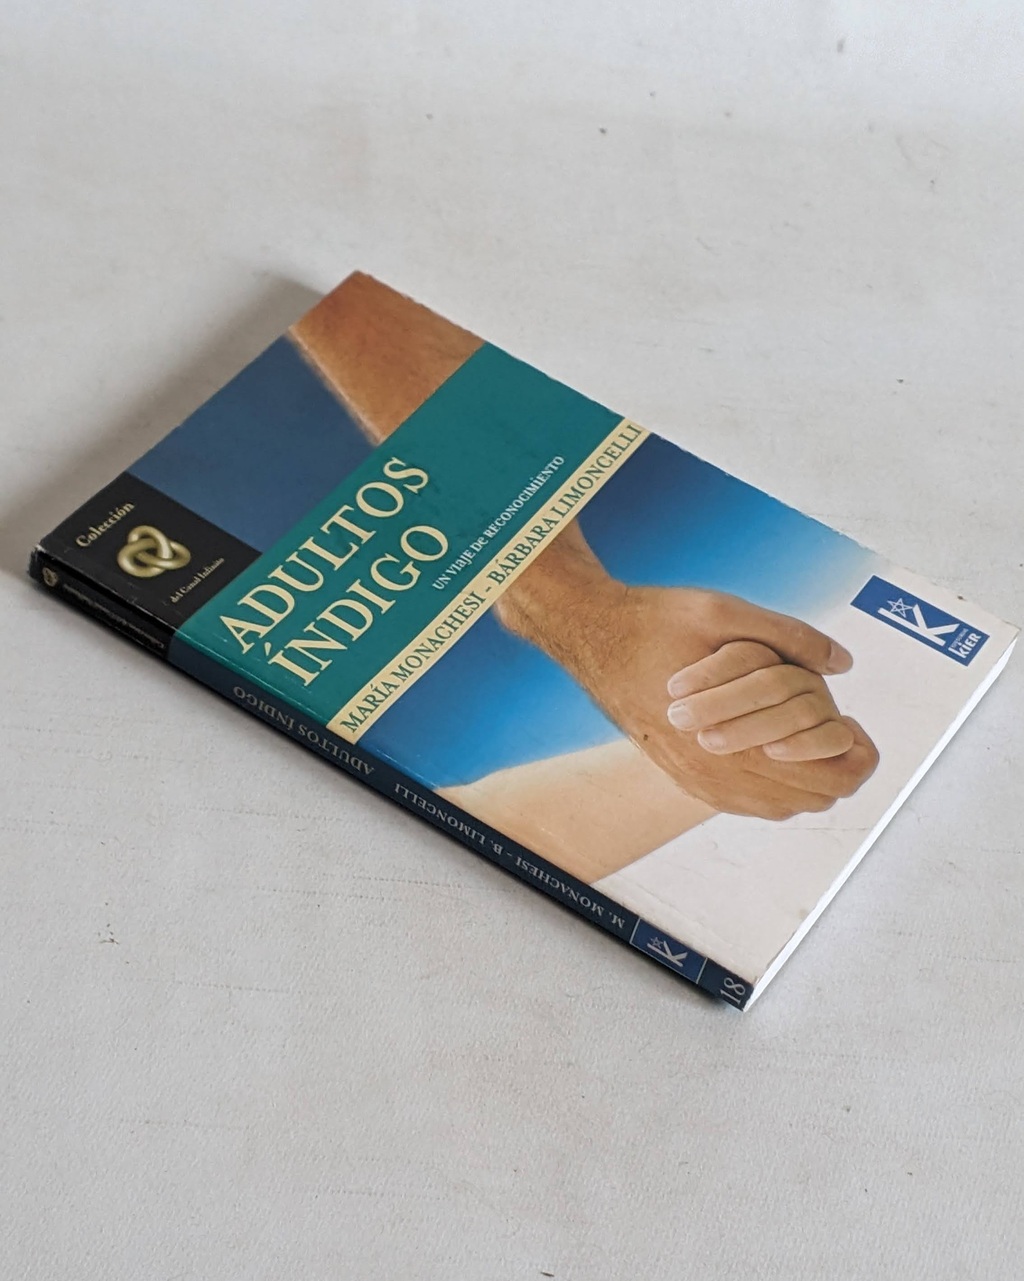 Colección
del Canal Infinito
ADULTOS
ÍNDIGO
UN VIAJE DE RECONOCIMIENTO
MARÍA MONACHESI - BÁRBARA LIMONCELLI
K
EDITORIAL
KIER
ADULTOS ÍNDIGO
M. MONACHESI - B. LIMONCELLI
K
18